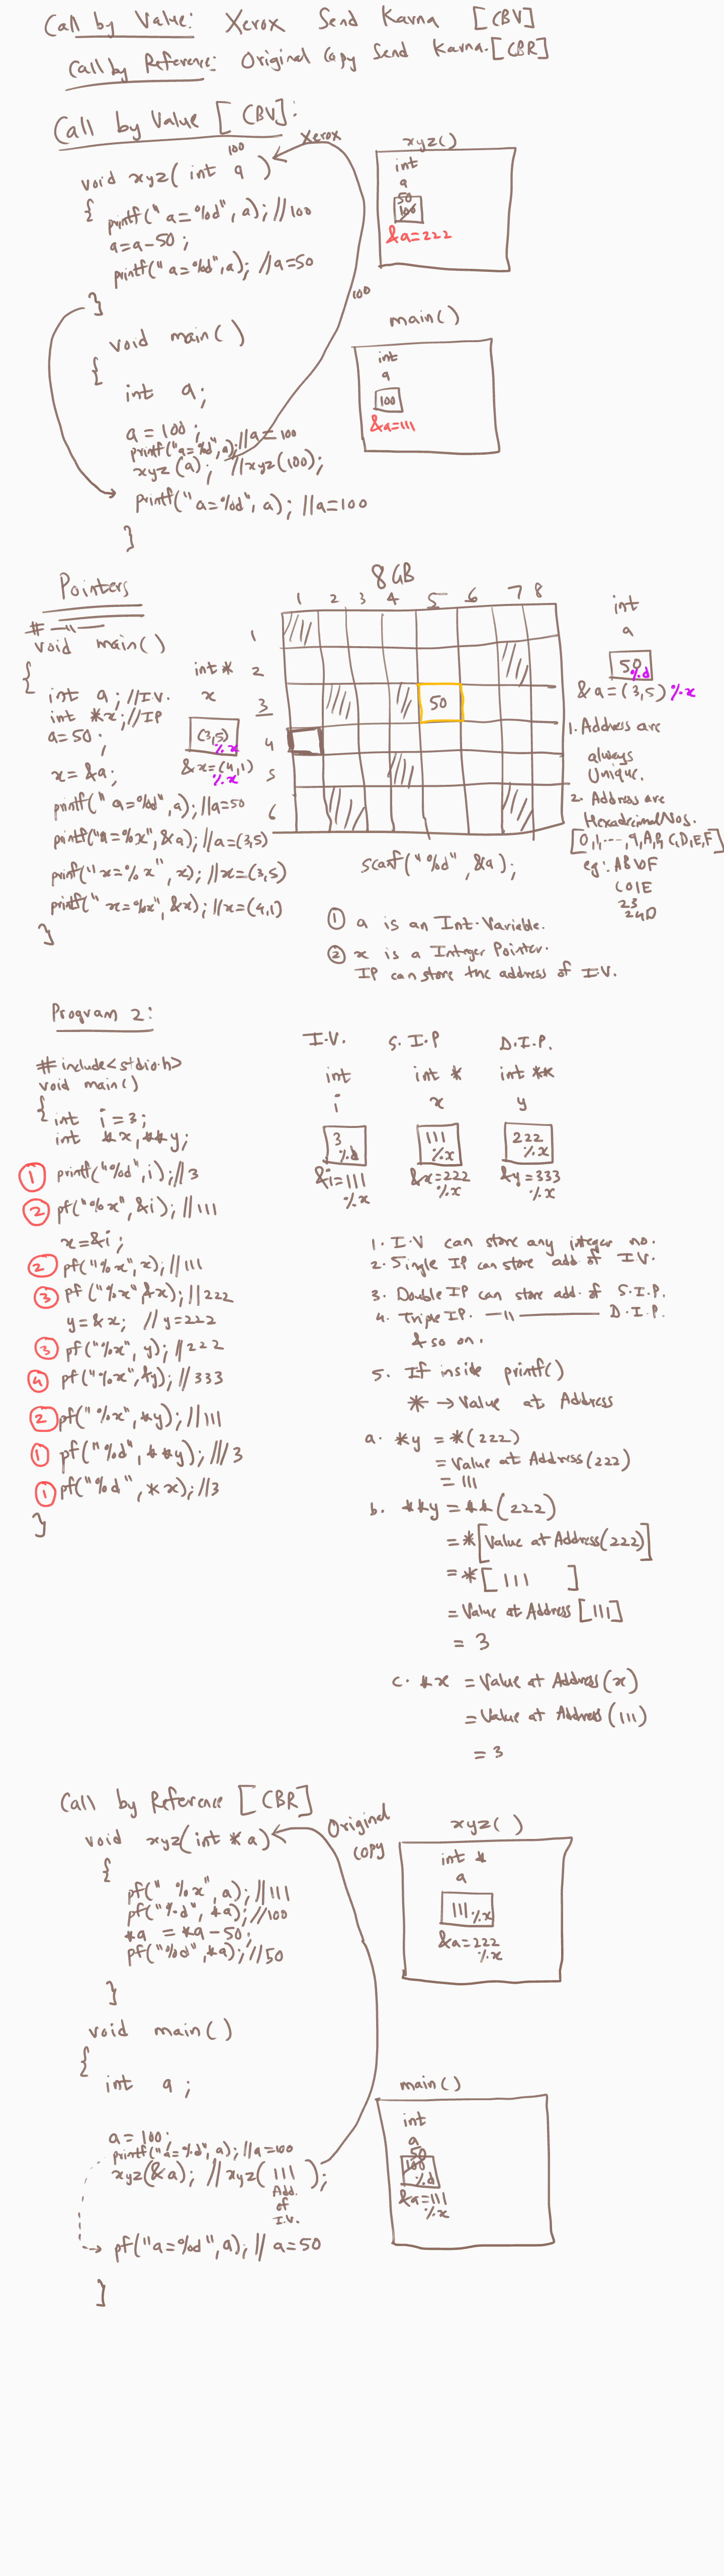 Call by Value: Xerox Send Karna [CBV]
Call by Reference: Original Copy Send Karna. [CBR]
Call by Value [CBV]:
Xerox
100
void xyz( int a )
{ printf(" a=%d", a); //100
a=a-50 ;
printf("a=%d",a); //a=50
}
100
void main( )
{
int a;
a = 100 ;
printf("a=%d",a); //a=100
xyz(a); //xyz(100);
printf("a=%d", a); //a=100
}
xyz()
int
a
50
100
&a=222
main( )
int
a
100
&a=111
Pointers
# —"—
void main( )
{
int a; //I.V.
int *x; //IP
a=50 ;
;
x=&a;
printf(" a=%d", a); //a=50
printf("a=%x", &a); //a=(3,5)
printf("x=%x", x); //x=(3,5)
printf(" x=%x", &x); //x=(4,1)
}
int*
x
(3,5)
%x
&x=(4,1)
%x
8 GB
1 2 3 4 5 6 7 8
1
2
3
4
5
6
50
scanf("%d", &a);
int
a
50
%d
&a=(3,5) %x
1. Address are
always
Unique.
2. Address are
Hexadecimal Nos.
[0,1,---,9,A,B,C,D,E,F]
eg:. AB0F
C01E
23
24D
① a is an Int. Variable.
② x is a Integer Pointer.
IP can store the address of I.V.
Program 2:
#include<stdio.h>
void main( )
{ int i=3;
int *x,**y;
① printf("%d",i);//3
② pf("%x", &i); //111
x=&i;
② pf("%x",x); //111
③ pf("%x",&x); //222
y=&x; // y=222
③ pf("%x", y); //222
④ pf("%x",&y); //333
② pf("%x", *y); //111
① pf("%d", **y); //3
① pf("%d", *x); //3
}
I.V. S.I.P D.I.P.
int int * int **
i x y
3 111 222
%d %x %x
&i=111 &x=222 &y=333
%x %x %x
1. I.V can store any integer no.
2. Single IP can store add of I.V.
3. Double IP can store add. of S.I.P.
4. Triple IP. —"——— D.I.P.
& so on.
5. If inside printf()
* → Value at Address
a. *y = *(222)
= Value at Address(222)
= 111
b. **y = **(222)
= *[Value at Address(222)]
= *[ 111 ]
= Value at Address [111]
= 3
c. *x = Value at Address(x)
= Value at Address(111)
= 3
Call by Reference [CBR]
Original
Copy
void xyz(int *a)
{
pf(" %x", a); //111
pf("%d", *a); //100
*a = *a-50;
pf("%d",*a); //50
}
void main( )
{
int a ;
a=100;
printf("a=%d", a); //a=100
xyz(&a); //xyz( 111 );
Add.
of
I.V.
pf("a=%d", a); // a=50
}
xyz( )
int *
a
111 %x
&a=222
%x
main( )
int
a
50
100
%d
&a=111
%x